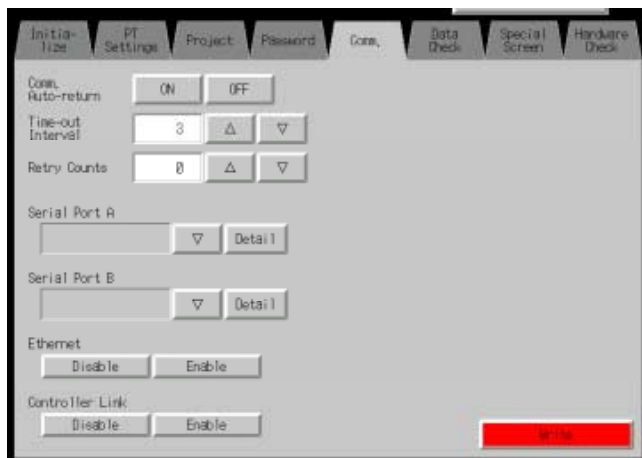 Initia-
lize
PT
Settings
Project
Password
Comm.
Data
Check
Special
Screen
Hardware
Check
Comm.
Auto-return
ON
OFF
Time-out
Interval
3
△
▽
Retry Counts
0
△
▽
Serial Port A
▽
Detail
Serial Port B
▽
Detail
Ethernet
Disable
Enable
Controller Link
Disable
Enable
Write